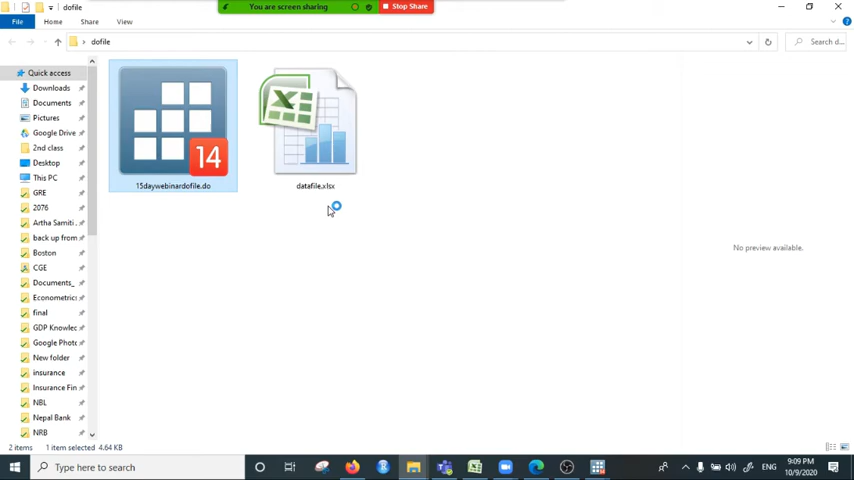 dofile
You are screen sharing
Stop Share
File
Home
Share
View
dofile
Search d...
Quick access
Downloads
Documents
Pictures
Google Drive
2nd class
Desktop
This PC
GRE
2076
Artha Samiti .
back up from
Boston
CGE
Documents_
Econometrics
final
GDP Knowlec
Google Photo
New folder
insurance
Insurance Fin
NBL
Nepal Bank
NRB
14
15daywebinardofile.do
datafile.xlsx
No preview available.
2 items
1 item selected 4.64 KB
Type here to search
ENG
9:09 PM
10/9/2020